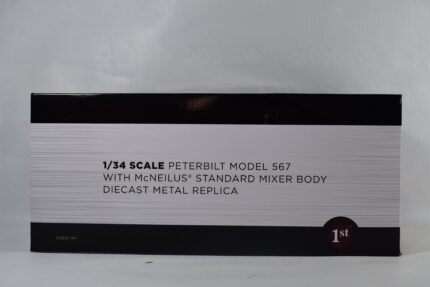 1/34 SCALE PETERBILT MODEL 567
WITH McNEILUS® STANDARD MIXER BODY
DIECAST METAL REPLICA
AGES 14+
1st